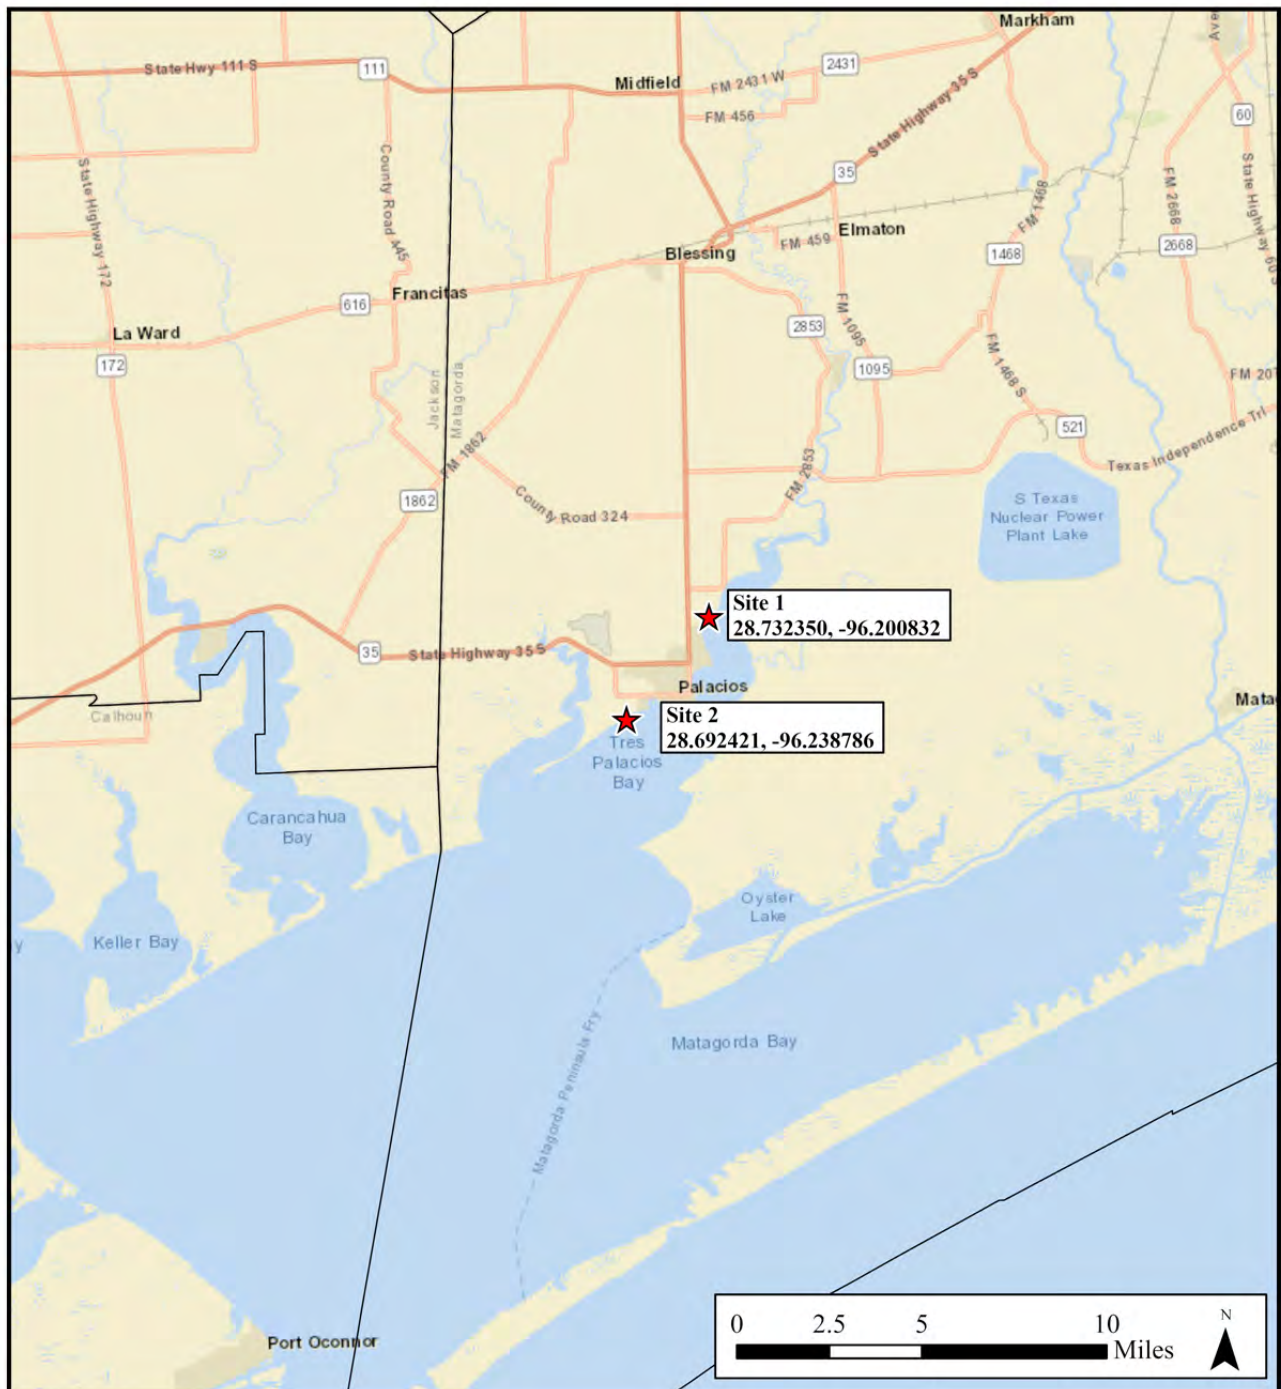 Markham
State Hwy 111 S
111
Midfield
FM 2431 W
2431
FM 456
State Highway 35 S
35
60
State Highway 60 S
State Highway 172
County Road 445
FM 1468
FM 2668
2668
Elmaton
FM 459
Blessing
1468
Francitas
616
La Ward
172
2853
FM 1095
1095
FM 1468 S
FM 20
Jackson
Matagorda
FM 1862
1862
521
Texas Independence Trl
FM 2853
County Road 324
S Texas
Nuclear Power
Plant Lake
Site 1
28.732350, -96.200832
35
State Highway 35 S
Palacios
Site 2
28.692421, -96.238786
Calhoun
Tres
Palacios
Bay
Carancahua
Bay
Oyster
Lake
Keller Bay
Matagorda Bay
Matagorda Peninsula Fry
Port Oconnor
0 2.5 5 10
Miles
N